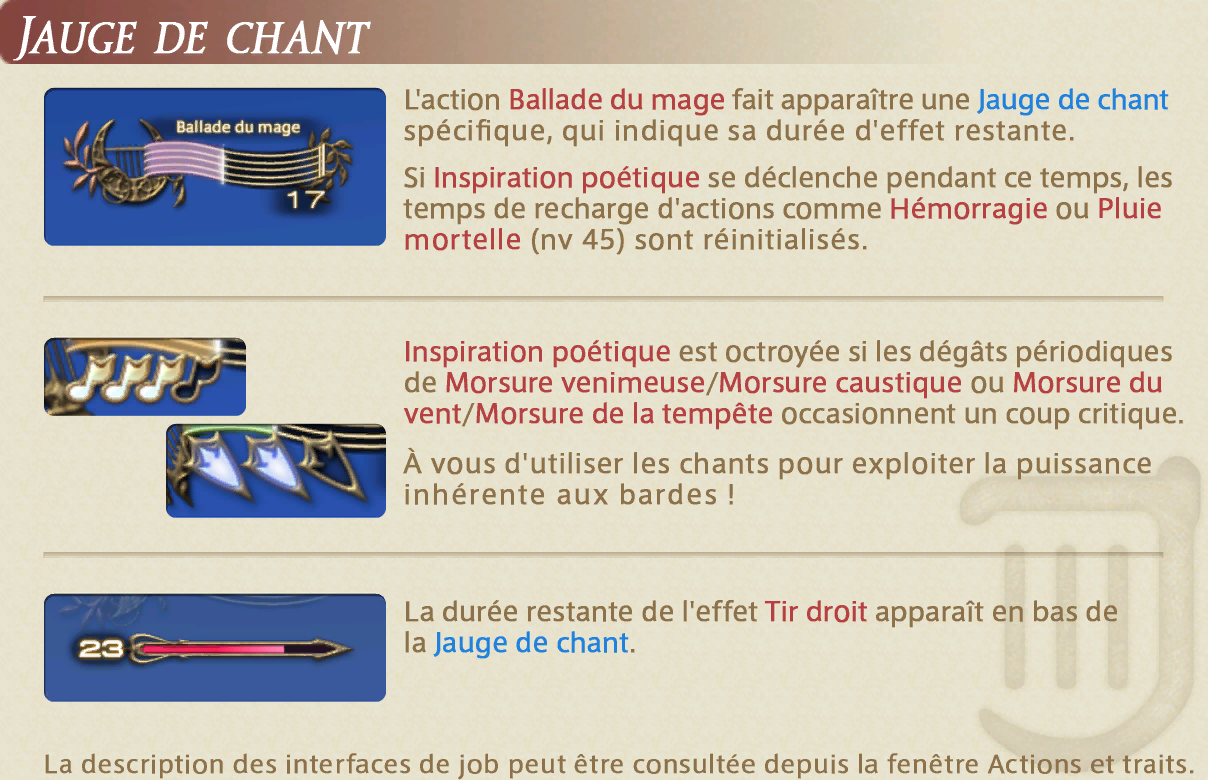 JAUGE DE CHANT
Ballade du mage
17
L'action Ballade du mage fait apparaître une Jauge de chant
spécifique, qui indique sa durée d'effet restante.
Si Inspiration poétique se déclenche pendant ce temps, les
temps de recharge d'actions comme Hémorragie ou Pluie
mortelle (nv 45) sont réinitialisés.
Inspiration poétique est octroyée si les dégâts périodiques
de Morsure venimeuse/Morsure caustique ou Morsure du
vent/Morsure de la tempête occasionnent un coup critique.
À vous d'utiliser les chants pour exploiter la puissance
inhérente aux bardes !
23
La durée restante de l'effet Tir droit apparaît en bas de
la Jauge de chant.
La description des interfaces de job peut être consultée depuis la fenêtre Actions et traits.